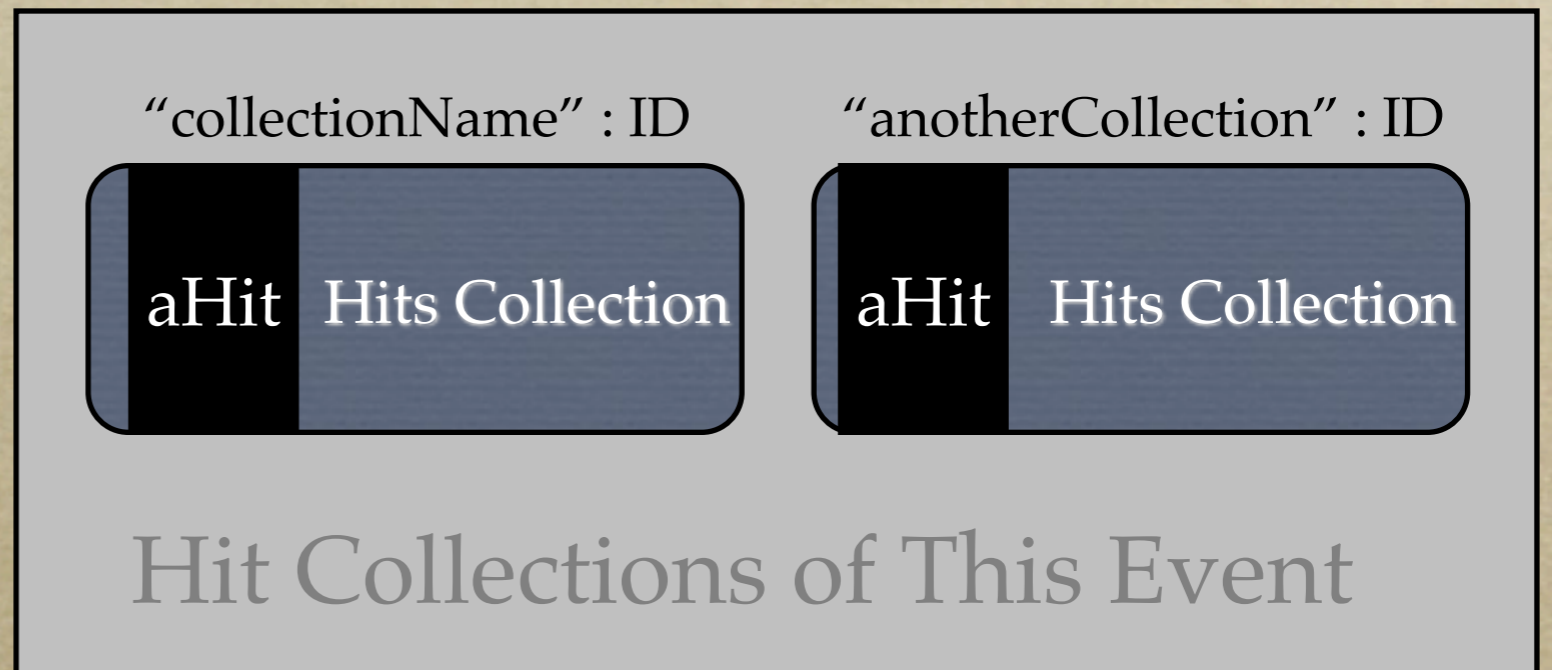 “collectionName” : ID
“anotherCollection” : ID
aHit
Hits Collection
aHit
Hits Collection
Hit Collections of This Event